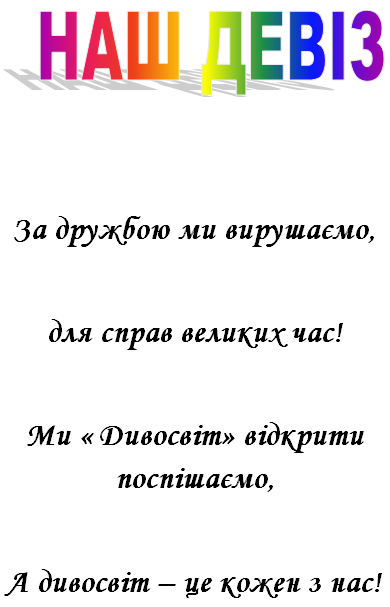 НАШ ДЕВІЗ
За дружбою ми вирушаємо,
для справ великих час!
Ми « Дивосвіт» відкрити
поспішаємо,
А дивосвіт – це кожен з нас!